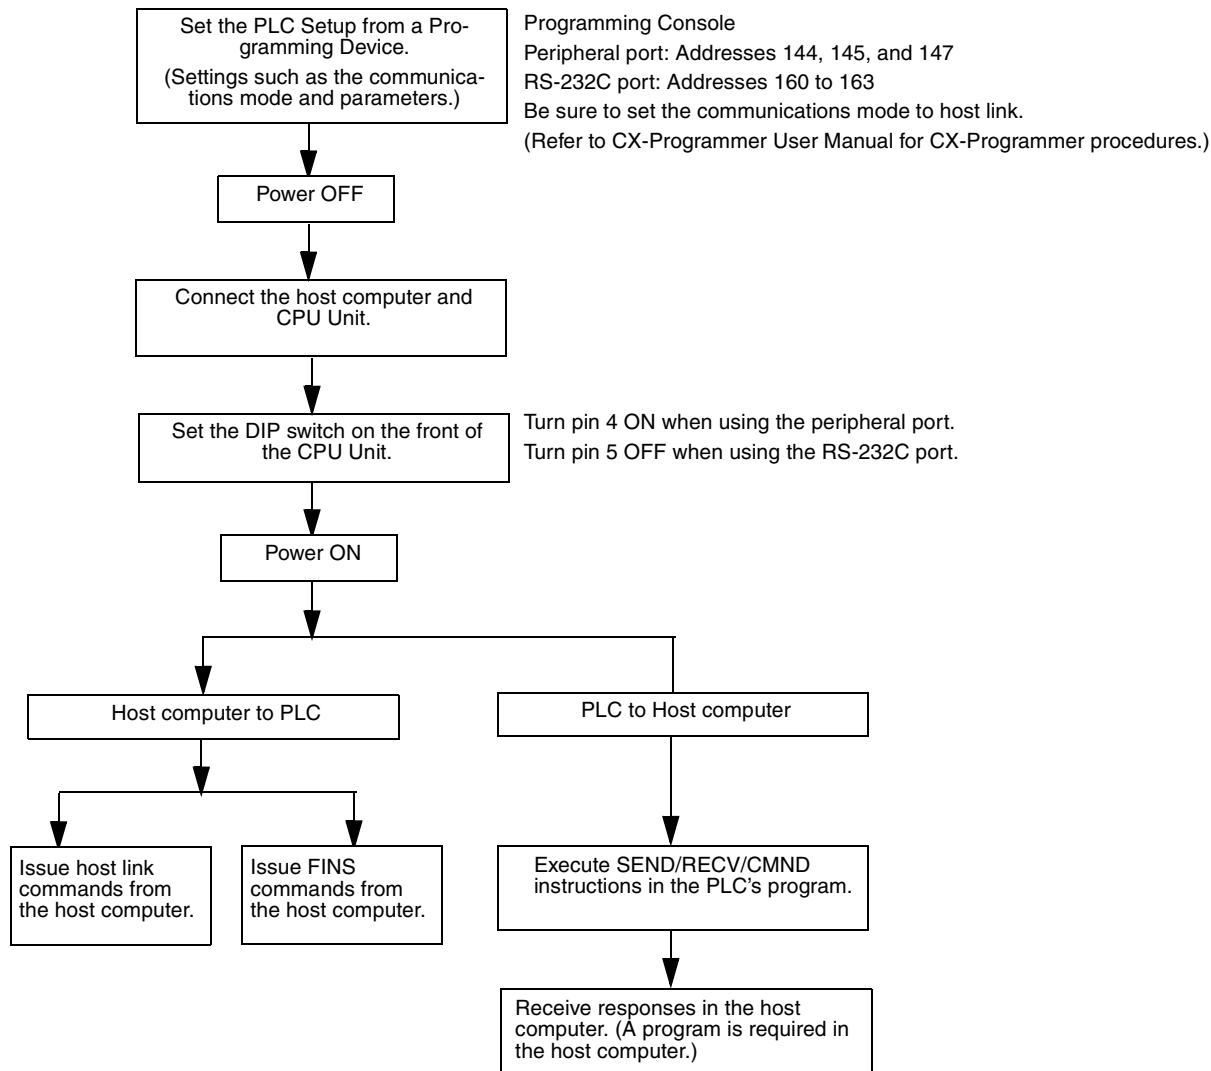 Set the PLC Setup from a Pro-
gramming Device.
(Settings such as the communica-
tions mode and parameters.)
Programming Console
Peripheral port: Addresses 144, 145, and 147
RS-232C port: Addresses 160 to 163
Be sure to set the communications mode to host link.
(Refer to CX-Programmer User Manual for CX-Programmer procedures.)
Power OFF
Connect the host computer and
CPU Unit.
Set the DIP switch on the front of
the CPU Unit.
Turn pin 4 ON when using the peripheral port.
Turn pin 5 OFF when using the RS-232C port.
Power ON
Host computer to PLC
PLC to Host computer
Issue host link
commands from
the host computer.
Issue FINS
commands from
the host computer.
Execute SEND/RECV/CMND
instructions in the PLC's program.
Receive responses in the host
computer. (A program is required in
the host computer.)